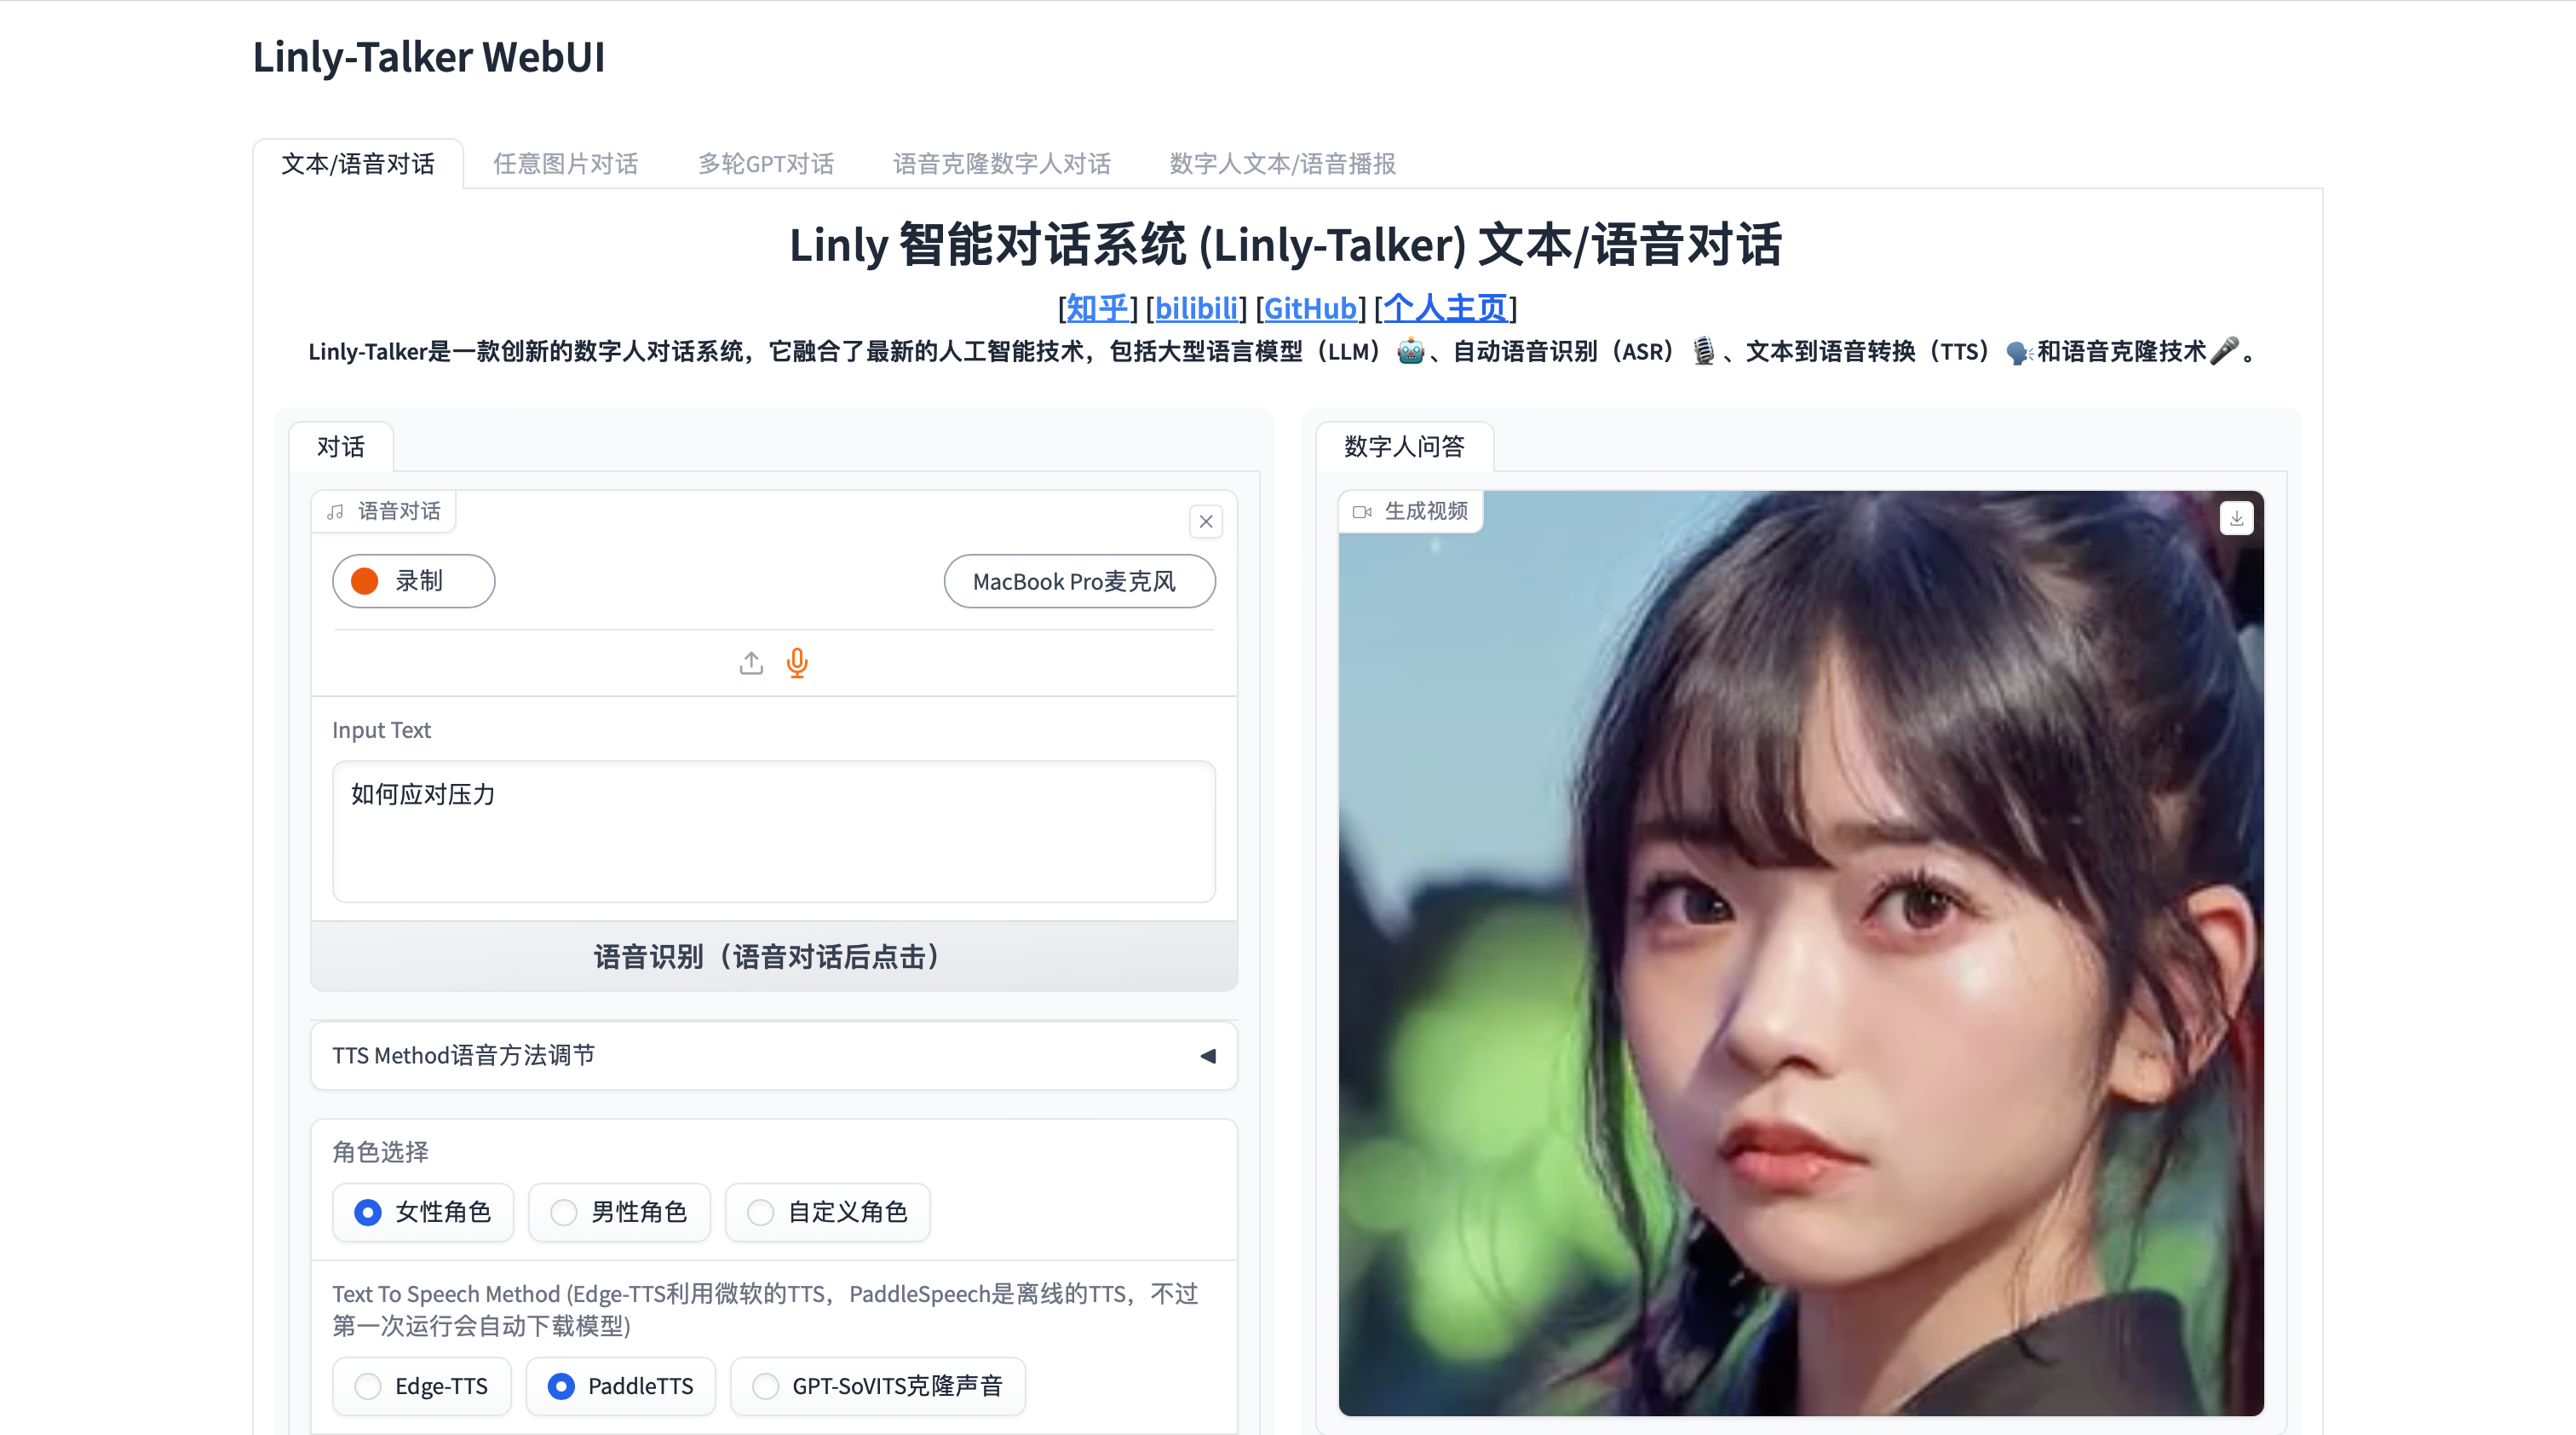 Linly-Talker WebUI
文本/语音对话 任意图片对话 多轮GPT对话 语音克隆数字人对话 数字人文本/语音播报
Linly 智能对话系统 (Linly-Talker) 文本/语音对话
[知乎] [bilibili] [GitHub] [个人主页]
Linly-Talker是一款创新的数字人对话系统，它融合了最新的人工智能技术，包括大型语言模型（LLM）🤖、自动语音识别（ASR）🎙️、文本到语音转换（TTS）🗣️和语音克隆技术🎤。
对话
语音对话
录制
MacBook Pro麦克风
Input Text
如何应对压力
语音识别（语音对话后点击）
TTS Method语音方法调节
角色选择
女性角色 男性角色 自定义角色
Text To Speech Method (Edge-TTS利用微软的TTS，PaddleSpeech是离线的TTS，不过
第一次运行会自动下载模型)
Edge-TTS PaddleTTS GPT-SoVITS克隆声音
数字人问答
生成视频